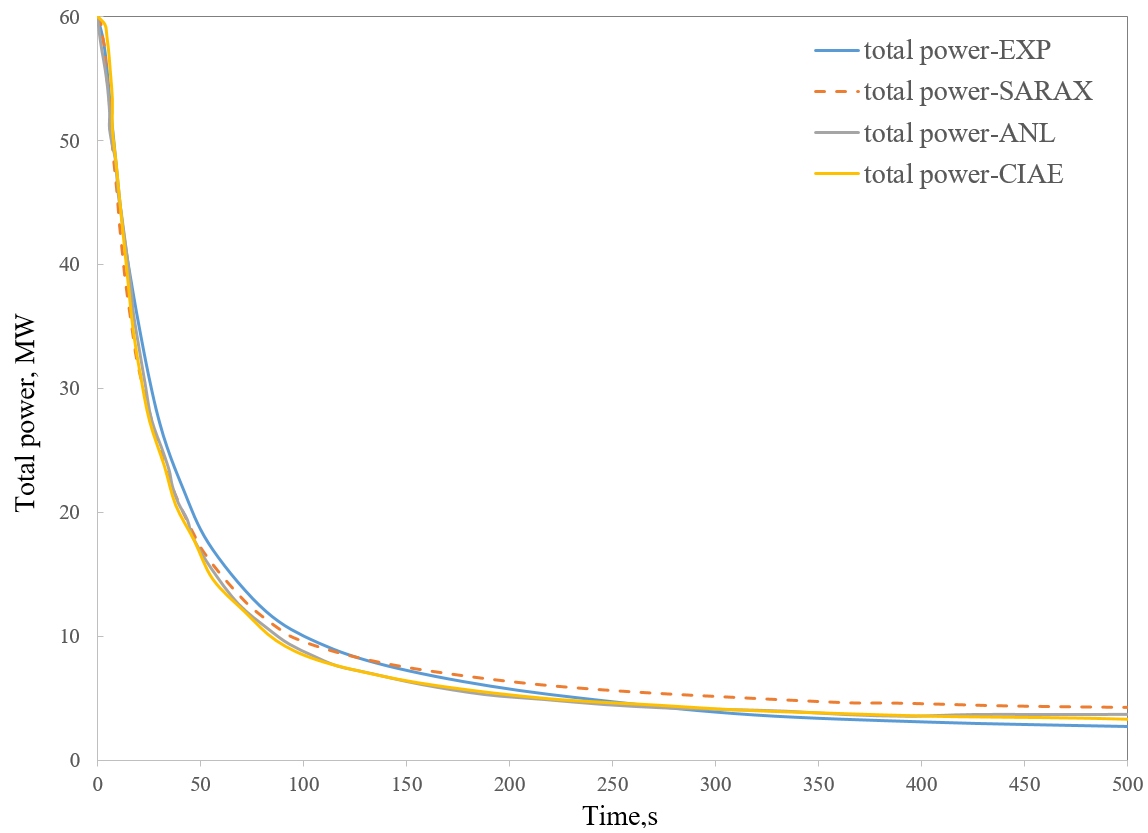 60
50
40
30
20
10
0
Total power, MW
total power-EXP
total power-SARAX
total power-ANL
total power-CIAE
0 50 100 150 200 250 300 350 400 450 500
Time,s